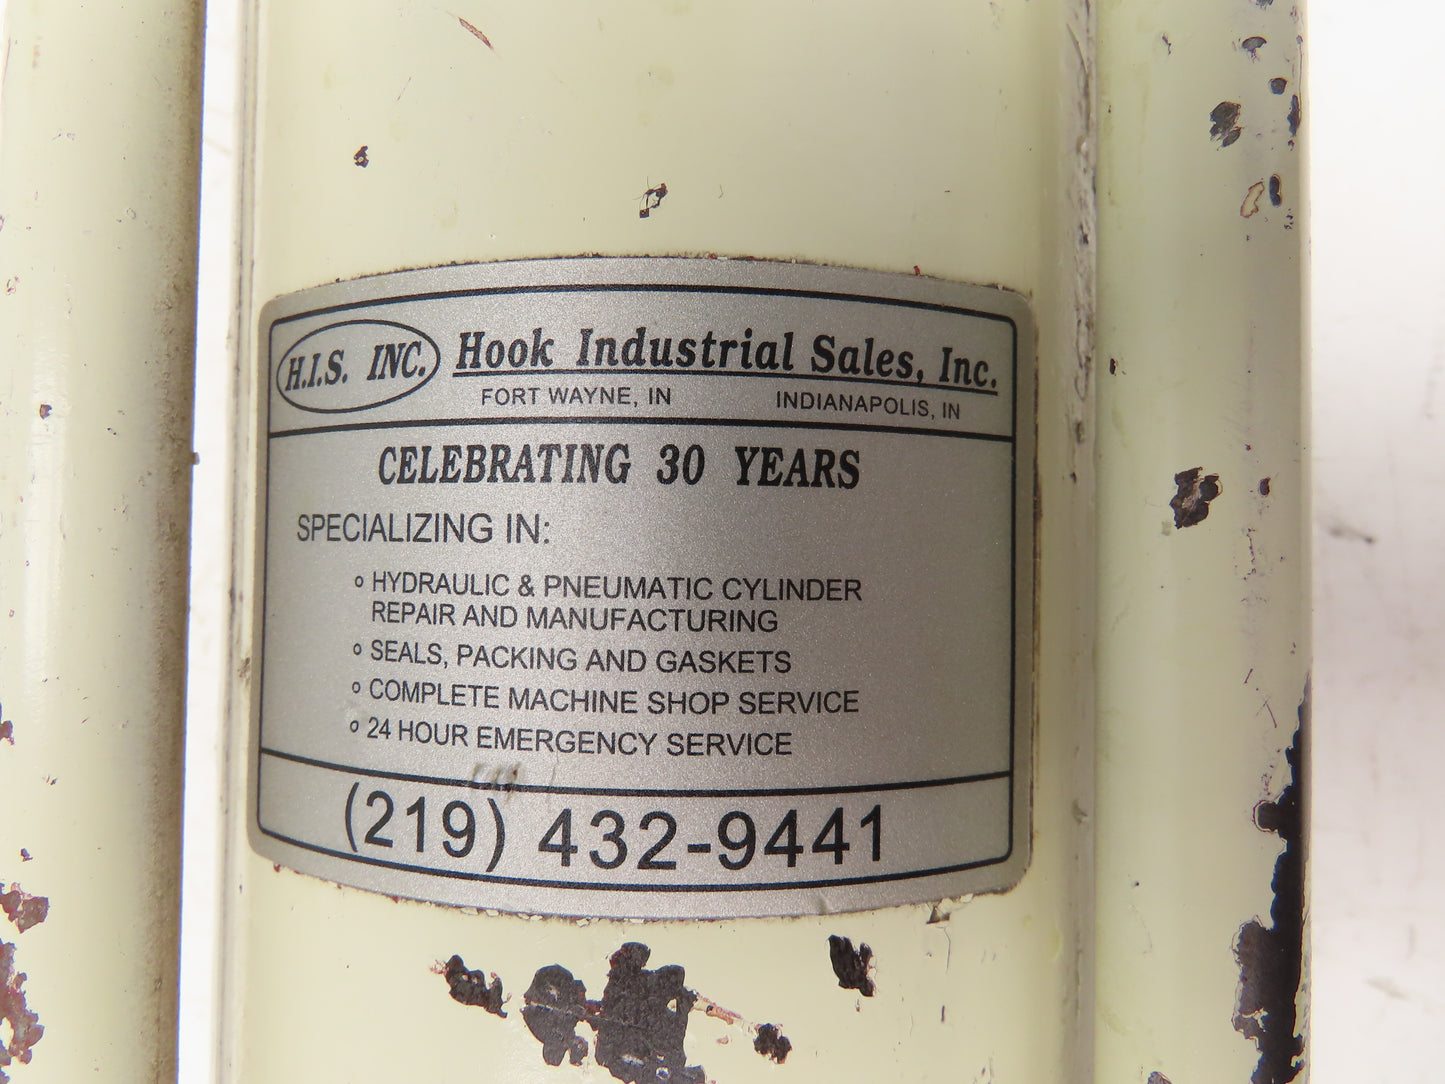 H.I.S. INC.
Hook Industrial Sales, Inc.
FORT WAYNE, IN INDIANAPOLIS, IN
CELEBRATING 30 YEARS
SPECIALIZING IN:
o HYDRAULIC & PNEUMATIC CYLINDER
REPAIR AND MANUFACTURING
o SEALS, PACKING AND GASKETS
o COMPLETE MACHINE SHOP SERVICE
o 24 HOUR EMERGENCY SERVICE
(219) 432-9441